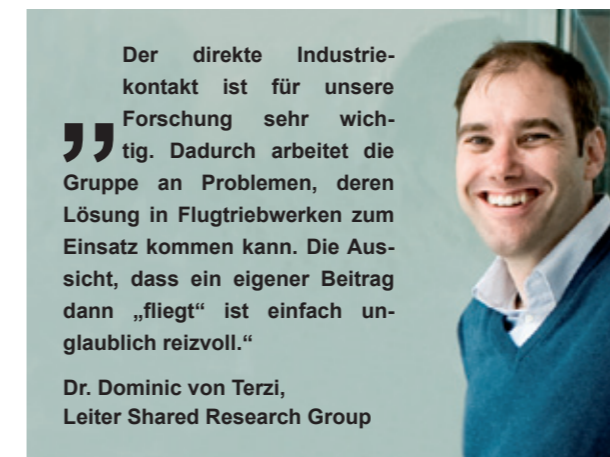 Der direkte Industrie-
kontakt ist für unsere
Forschung sehr wich-
tig. Dadurch arbeitet die
Gruppe an Problemen, deren
Lösung in Flugtriebwerken zum
Einsatz kommen kann. Die Aus-
sicht, dass ein eigener Beitrag
dann „fliegt“ ist einfach un-
glaublich reizvoll.“
Dr. Dominic von Terzi,
Leiter Shared Research Group